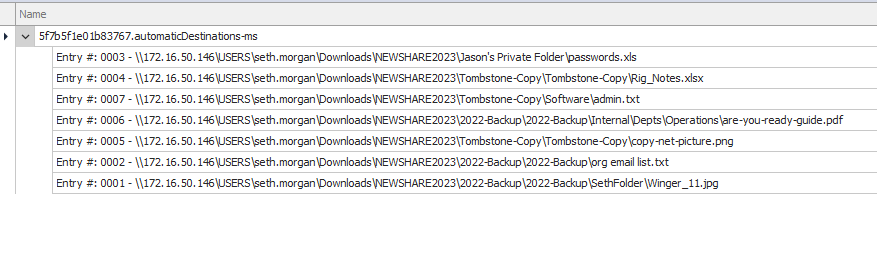 Name
5f7b5f1e01b83767.automaticDestinations-ms
Entry #: 0003 - \\172.16.50.146\USERS\seth.morgan\Downloads\NEWSHARE2023\Jason's Private Folder\passwords.xls
Entry #: 0004 - \\172.16.50.146\USERS\seth.morgan\Downloads\NEWSHARE2023\Tombstone-Copy\Tombstone-Copy\Rig_Notes.xlsx
Entry #: 0007 - \\172.16.50.146\USERS\seth.morgan\Downloads\NEWSHARE2023\Tombstone-Copy\Software\admin.txt
Entry #: 0006 - \\172.16.50.146\USERS\seth.morgan\Downloads\NEWSHARE2023\2022-Backup\2022-Backup\Internal\Depts\Operations\are-you-ready-guide.pdf
Entry #: 0005 - \\172.16.50.146\USERS\seth.morgan\Downloads\NEWSHARE2023\Tombstone-Copy\Tombstone-Copy\copy-net-picture.png
Entry #: 0002 - \\172.16.50.146\USERS\seth.morgan\Downloads\NEWSHARE2023\2022-Backup\2022-Backup\org email list.txt
Entry #: 0001 - \\172.16.50.146\USERS\seth.morgan\Downloads\NEWSHARE2023\2022-Backup\2022-Backup\SethFolder\Winger_11.jpg